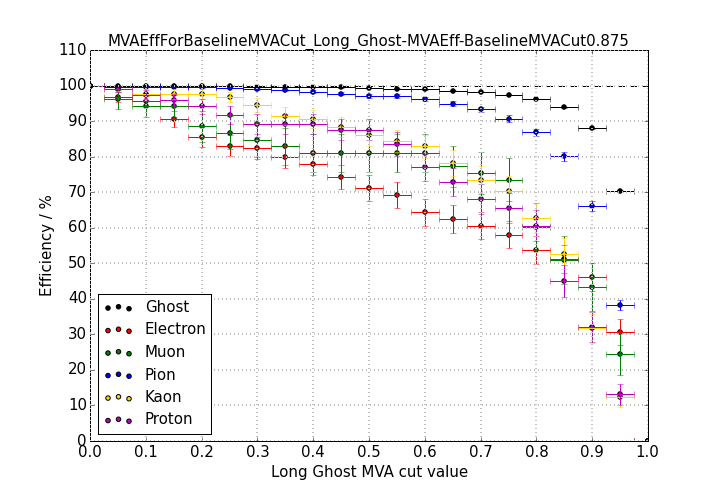 MVAEffForBaselineMVACut_Long_Ghost-MVAEff-BaselineMVACut0.875
110
100
90
80
70
60
50
40
30
20
10
0
Efficiency / %
Ghost
Electron
Muon
Pion
Kaon
Proton
0.0 0.1 0.2 0.3 0.4 0.5 0.6 0.7 0.8 0.9 1.0
Long Ghost MVA cut value